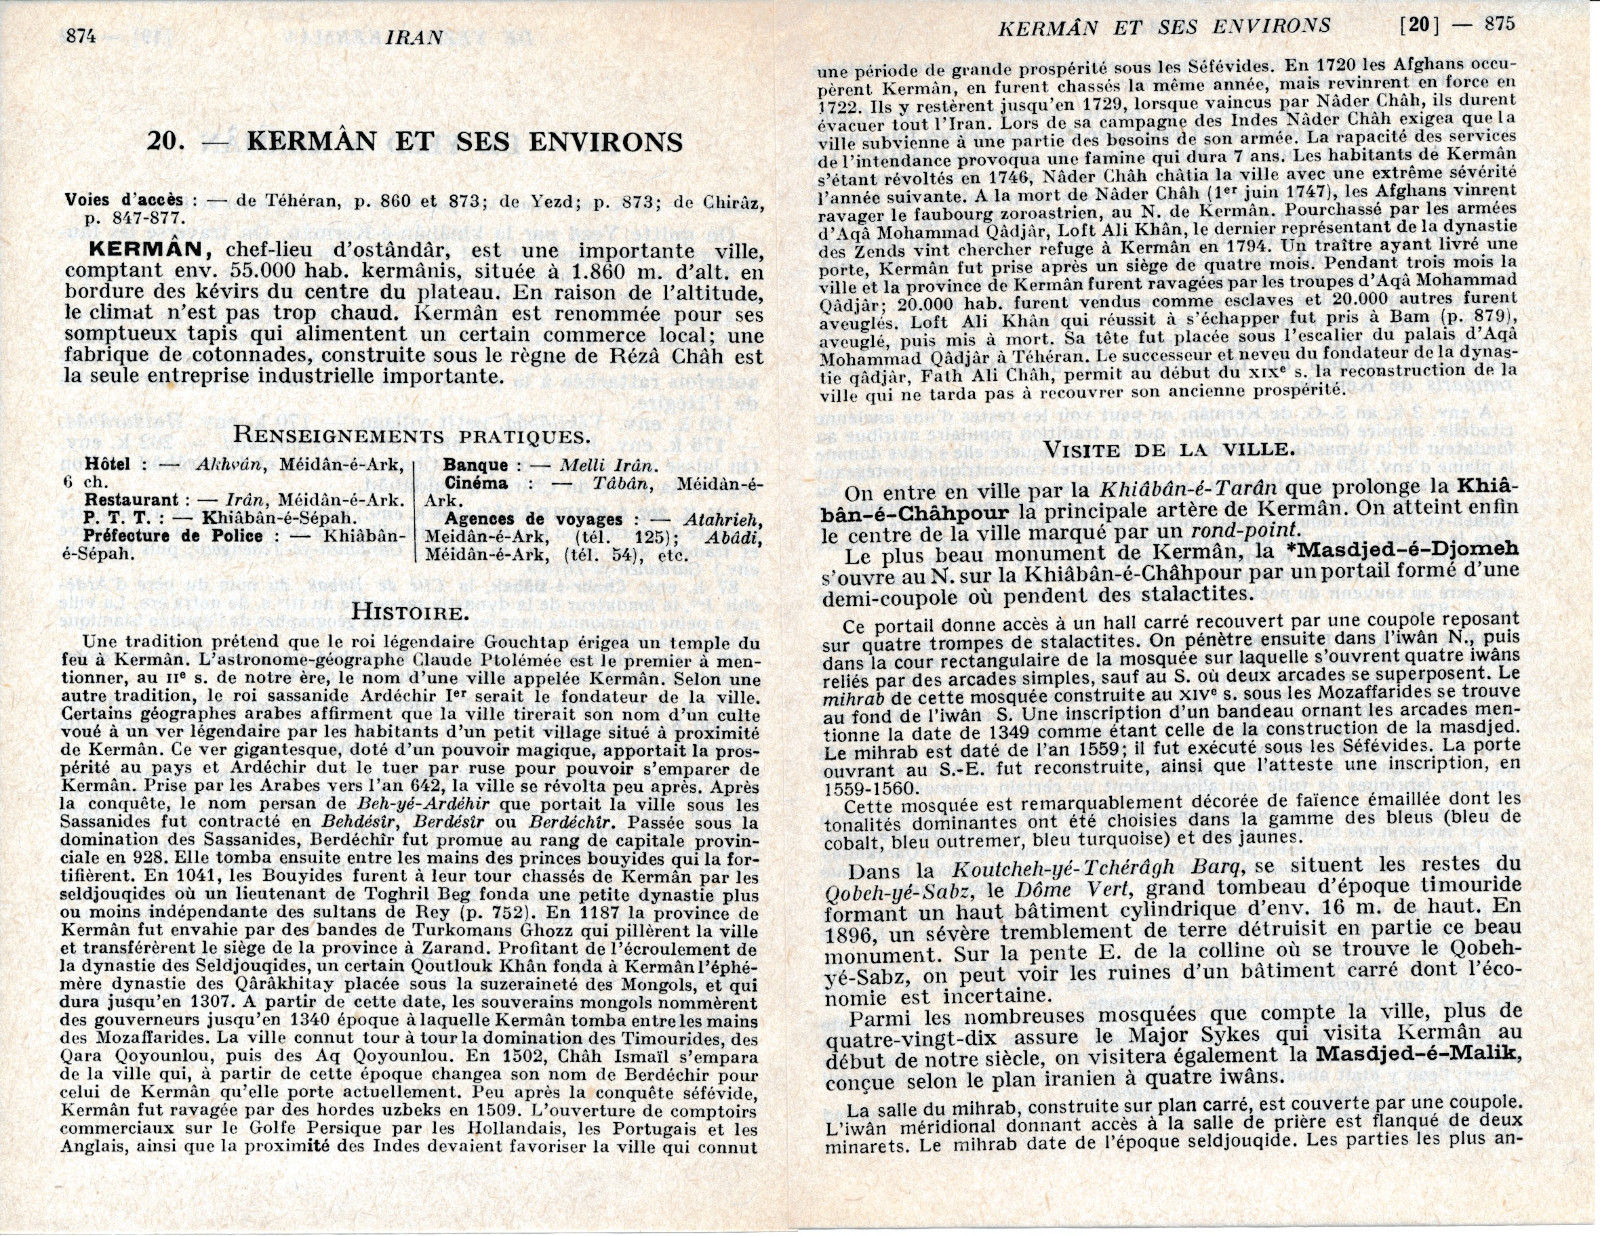 874
IRAN
20. — KERMÂN ET SES ENVIRONS
Voies d'accès : — de Téhéran, p. 860 et 873; de Yezd; p. 873; de Chirâz,
p. 847-877.
KERMÂN, chef-lieu d'ostândâr, est une importante ville,
comptant env. 55.000 hab. kermânis, située à 1.860 m. d'alt. en
bordure des kévirs du centre du plateau. En raison de l'altitude,
le climat n'est pas trop chaud. Kermân est renommée pour ses
somptueux tapis qui alimentent un certain commerce local; une
fabrique de cotonnades, construite sous le règne de Rézâ Châh est
la seule entreprise industrielle importante.
RENSEIGNEMENTS PRATIQUES.
Hôtel : — Akhvân, Méidân-é-Ark,
6 ch.
Restaurant : — Irân, Méidân-é-Ark.
P. T. T. : — Khiâbân-é-Sépah.
Préfecture de Police : — Khiâbân-
é-Sépah.
Banque : — Melli Irân.
Cinéma : — Tâbân, Méidân-é-
Ark.
Agences de voyages : — Atahrieh,
Meidân-é-Ark, (tél. 125); Abâdi,
Méidân-é-Ark, (tél. 54), etc.
HISTOIRE.
Une tradition prétend que le roi légendaire Gouchtap érigea un temple du
feu à Kermân. L'astronome-géographe Claude Ptolémée est le premier à men-
tionner, au IIe s. de notre ère, le nom d'une ville appelée Kermân. Selon une
autre tradition, le roi sassanide Ardéchir Ier serait le fondateur de la ville.
Certains géographes arabes affirment que la ville tirerait son nom d'un culte
voué à un ver légendaire par les habitants d'un petit village situé à proximité
de Kermân. Ce ver gigantesque, doté d'un pouvoir magique, apportait la pros-
périté au pays et Ardéchir dut le tuer par ruse pour pouvoir s'emparer de
Kermân. Prise par les Arabes vers l'an 642, la ville se révolta peu après. Après
la conquête, le nom persan de Beh-yé-Ardéhir que portait la ville sous les
Sassanides fut contracté en Behdésîr, Berdésîr ou Berdéchîr. Passée sous la
domination des Sassanides, Berdéchîr fut promue au rang de capitale provin-
ciale en 928. Elle tomba ensuite entre les mains des princes bouyides qui la for-
tifièrent. En 1041, les Bouyides furent à leur tour chassés de Kermân par les
seldjouqides où un lieutenant de Toghril Beg fonda une petite dynastie plus
ou moins indépendante des sultans de Rey (p. 752). En 1187 la province de
Kermân fut envahie par des bandes de Turkomans Ghozz qui pillèrent la ville
et transférèrent le siège de la province à Zarand. Profitant de l'écroulement de
la dynastie des Seldjouqides, un certain Qoutlouk Khân fonda à Kermân l'éphé-
mère dynastie des Qârâkhitay placée sous la suzeraineté des Mongols, et qui
dura jusqu'en 1307. A partir de cette date, les souverains mongols nommèrent
des gouverneurs jusqu'en 1340 époque à laquelle Kermân tomba entre les mains
des Mozaffarides. La ville connut tour à tour la domination des Timourides, des
Qara Qoyounlou, puis des Aq Qoyounlou. En 1502, Châh Ismaïl s'empara
de la ville qui, à partir de cette époque changea son nom de Berdéchir pour
celui de Kermân qu'elle porte actuellement. Peu après la conquête séfévide,
Kermân fut ravagée par des hordes uzbeks en 1509. L'ouverture de comptoirs
commerciaux sur le Golfe Persique par les Hollandais, les Portugais et les
Anglais, ainsi que la proximité des Indes devaient favoriser la ville qui connut
KERMÂN ET SES ENVIRONS
[20] — 875
une période de grande prospérité sous les Séfévides. En 1720 les Afghans occu-
pèrent Kermân, en furent chassés la même année, mais revinrent en force en
1722. Ils y restèrent jusqu'en 1729, lorsque vaincus par Nâder Châh, ils durent
évacuer tout l'Iran. Lors de sa campagne des Indes Nâder Châh exigea que la
ville subvienne à une partie des besoins de son armée. La rapacité des services
de l'intendance provoqua une famine qui dura 7 ans. Les habitants de Kermân
s'étant révoltés en 1746, Nâder Châh châtia la ville avec une extrême sévérité
l'année suivante. A la mort de Nâder Châh (1er juin 1747), les Afghans vinrent
ravager le faubourg zoroastrien, au N. de Kermân. Pourchassé par les armées
d'Aqâ Mohammad Qâdjâr, Loft Ali Khân, le dernier représentant de la dynastie
des Zends vint chercher refuge à Kermân en 1794. Un traître ayant livré une
porte, Kermân fut prise après un siège de quatre mois. Pendant trois mois la
ville et la province de Kermân furent ravagées par les troupes d'Aqâ Mohammad
Qâdjâr; 20.000 hab. furent vendus comme esclaves et 20.000 autres furent
aveuglés. Loft Ali Khân qui réussit à s'échapper fut pris à Bam (p. 879),
aveuglé, puis mis à mort. Sa tête fut placée sous l'escalier du palais d'Aqâ
Mohammad Qâdjâr à Téhéran. Le successeur et neveu du fondateur de la dynas-
tie qâdjâr, Fath Ali Châh, permit au début du XIXe s. la reconstruction de la
ville qui ne tarda pas à recouvrer son ancienne prospérité.
VISITE DE LA VILLE.
On entre en ville par la Khiâbân-é-Tarân que prolonge la Khiâ-
bân-é-Châhpour la principale artère de Kermân. On atteint enfin
le centre de la ville marqué par un rond-point.
Le plus beau monument de Kermân, la *Masdjed-é-Djomeh
s'ouvre au N. sur la Khiâbân-é-Châhpour par un portail formé d'une
demi-coupole où pendent des stalactites.
Ce portail donne accès à un hall carré recouvert par une coupole reposant
sur quatre trompes de stalactites. On pénètre ensuite dans l'iwân N., puis
dans la cour rectangulaire de la mosquée sur laquelle s'ouvrent quatre iwâns
reliés par des arcades simples, sauf au S. où deux arcades se superposent. Le
mihrab de cette mosquée construite au XIVe s. sous les Mozaffarides se trouve
au fond de l'iwân S. Une inscription d'un bandeau ornant les arcades men-
tionne la date de 1349 comme étant celle de la construction de la masdjed.
Le mihrab est daté de l'an 1559; il fut exécuté sous les Séfévides. La porte
ouvrant au S.-E. fut reconstruite, ainsi que l'atteste une inscription, en
1559-1560.
Cette mosquée est remarquablement décorée de faïence émaillée dont les
tonalités dominantes ont été choisies dans la gamme des bleus (bleu de
cobalt, bleu outremer, bleu turquoise) et des jaunes.
Dans la Koutcheh-yé-Tchérâgh Barq, se situent les restes du
Qobeh-yé-Sabz, le Dôme Vert, grand tombeau d'époque timouride
formant un haut bâtiment cylindrique d'env. 16 m. de haut. En
1896, un sévère tremblement de terre détruisit en partie ce beau
monument. Sur la pente E. de la colline où se trouve le Qobeh-
yé-Sabz, on peut voir les ruines d'un bâtiment carré dont l'éco-
nomie est incertaine.
Parmi les nombreuses mosquées que compte la ville, plus de
quatre-vingt-dix assure le Major Sykes qui visita Kermân au
début de notre siècle, on visitera également la Masdjed-é-Malik,
conçue selon le plan iranien à quatre iwâns.
La salle du mihrab, construite sur plan carré, est couverte par une coupole.
L'iwân méridional donnant accès à la salle de prière est flanqué de deux
minarets. Le mihrab date de l'époque seldjouqide. Les parties les plus an-